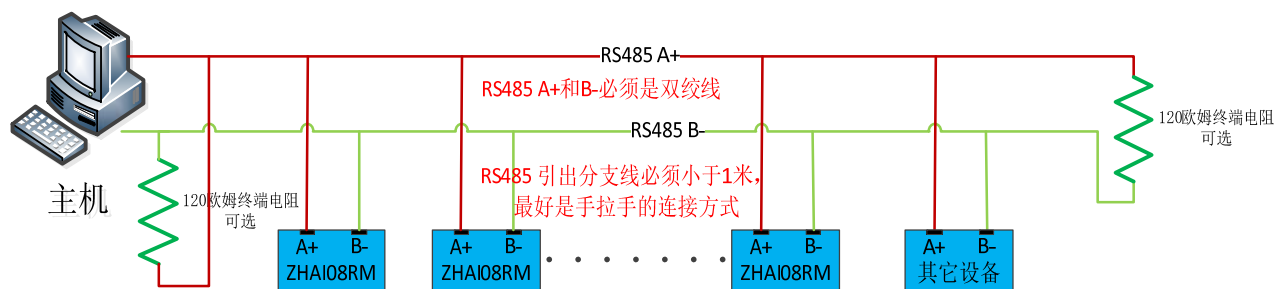 RS485 A+
RS485 A+和B-必须是双绞线
120欧姆终端电阻
可选
RS485 B-
RS485 引出分支线必须小于1米，
最好是手拉手的连接方式
主机
120欧姆终端电阻
可选
A+ B-
ZHAI08RM
A+ B-
ZHAI08RM
A+ B-
ZHAI08RM
A+ B-
其它设备